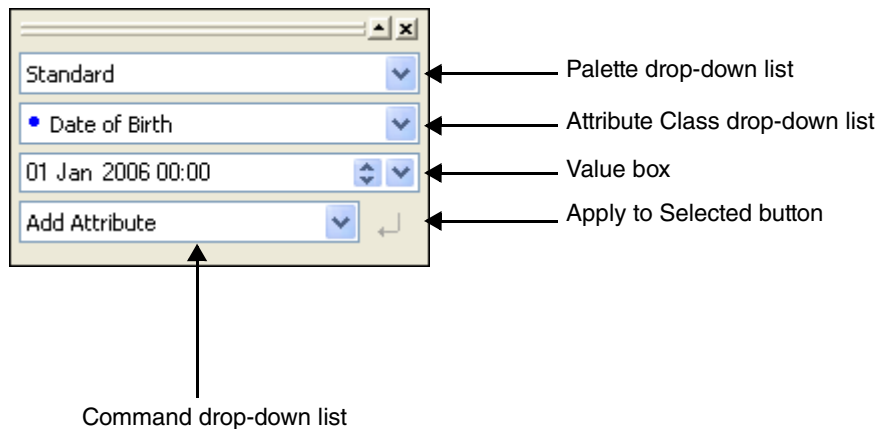 Standard
Palette drop-down list
Date of Birth
Attribute Class drop-down list
01 Jan 2006 00:00
Value box
Add Attribute
Apply to Selected button
Command drop-down list